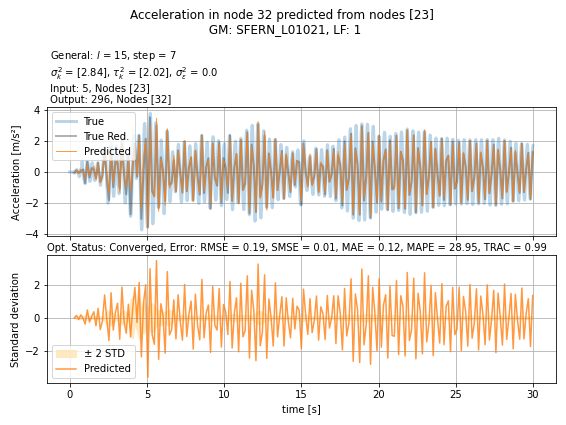 Acceleration in node 32 predicted from nodes [23]
GM: SFERN_L01021, LF: 1
General: l = 15, step = 7
σ²ₖ = [2.84], τ²ₖ = [2.02], σ²ε = 0.0
Input: 5, Nodes [23]
Output: 296, Nodes [32]
Acceleration [m/s²]
4
2
0
−2
−4
True
True Red.
Predicted
Opt. Status: Converged, Error: RMSE = 0.19, SMSE = 0.01, MAE = 0.12, MAPE = 28.95, TRAC = 0.99
Standard deviation
2
0
−2
± 2 STD
Predicted
0 5 10 15 20 25 30
time [s]